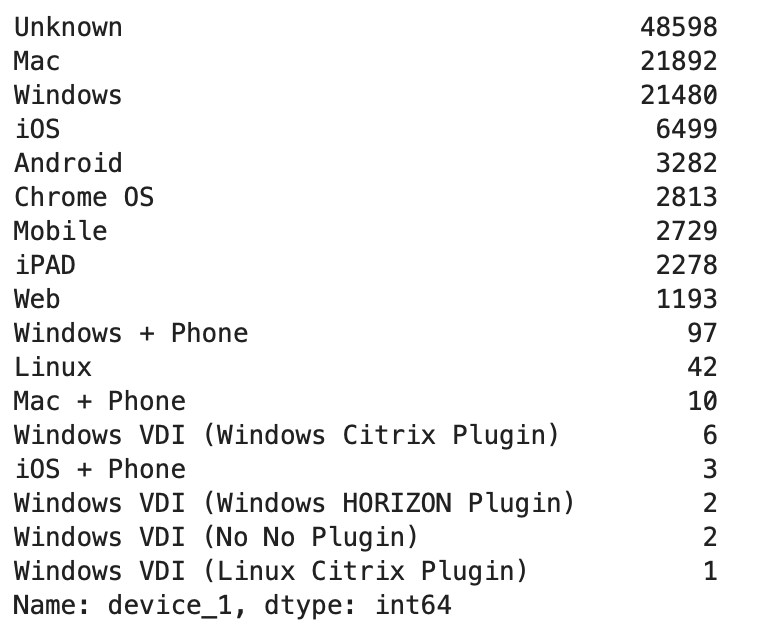 Unknown 48598
Mac 21892
Windows 21480
iOS 6499
Android 3282
Chrome OS 2813
Mobile 2729
iPAD 2278
Web 1193
Windows + Phone 97
Linux 42
Mac + Phone 10
Windows VDI (Windows Citrix Plugin) 6
iOS + Phone 3
Windows VDI (Windows HORIZON Plugin) 2
Windows VDI (No No Plugin) 2
Windows VDI (Linux Citrix Plugin) 1
Name: device_1, dtype: int64